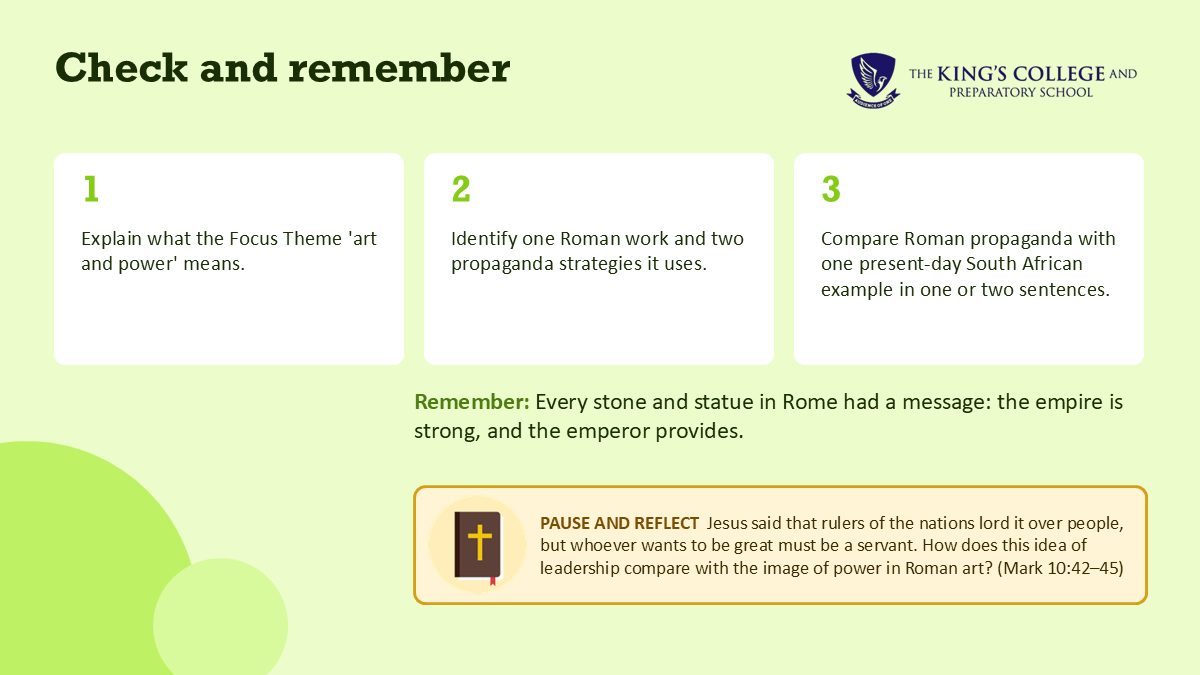 Check and remember
THE KING'S COLLEGE AND
PREPARATORY SCHOOL
AUDIENCE OF ONE
1
Explain what the Focus Theme 'art
and power' means.
2
Identify one Roman work and two
propaganda strategies it uses.
3
Compare Roman propaganda with
one present-day South African
example in one or two sentences.
Remember: Every stone and statue in Rome had a message: the empire is
strong, and the emperor provides.
PAUSE AND REFLECT Jesus said that rulers of the nations lord it over people,
but whoever wants to be great must be a servant. How does this idea of
leadership compare with the image of power in Roman art? (Mark 10:42–45)